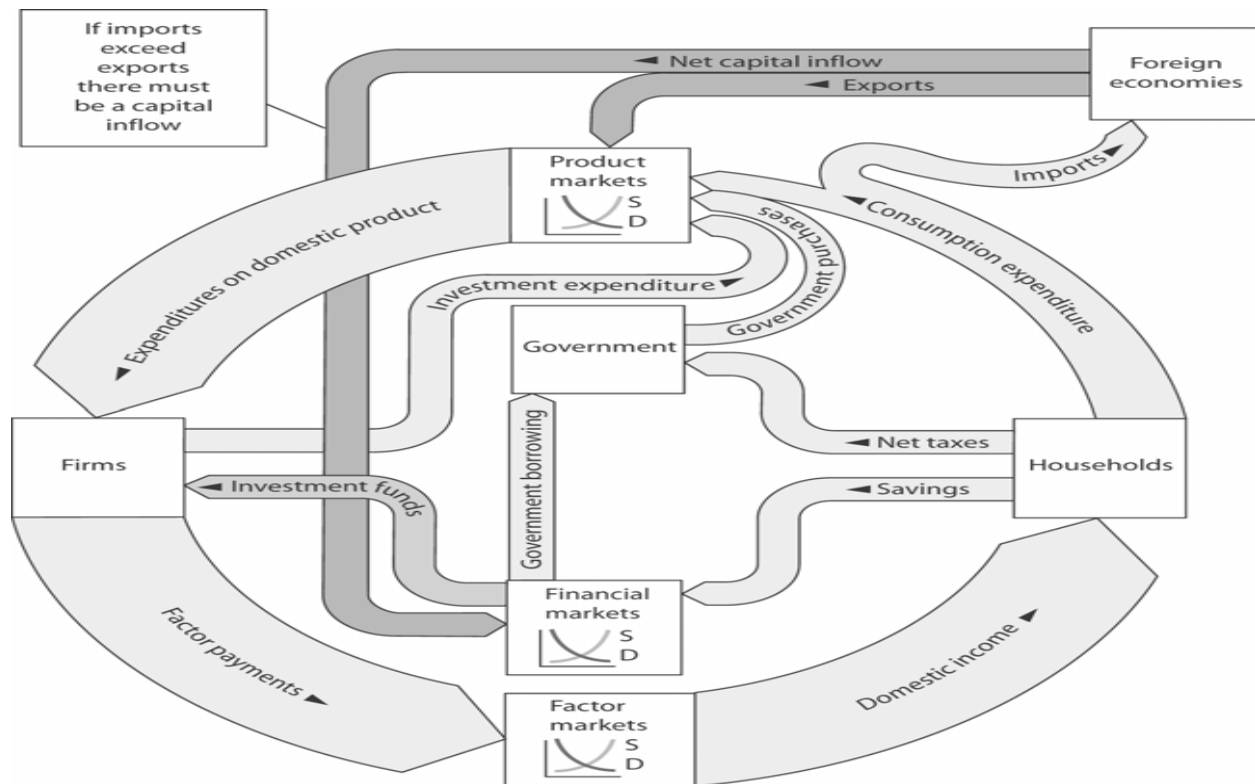 If imports
exceed
exports
there must
be a capital
inflow
Net capital inflow
Exports
Foreign
economies
Imports
Product
markets
S
D
Expenditures on domestic product
Consumption expenditure
Government purchases
Investment expenditure
Government
Firms
Net taxes
Households
Investment funds
Savings
Government borrowing
Financial
markets
S
D
Factor payments
Domestic income
Factor
markets
S
D